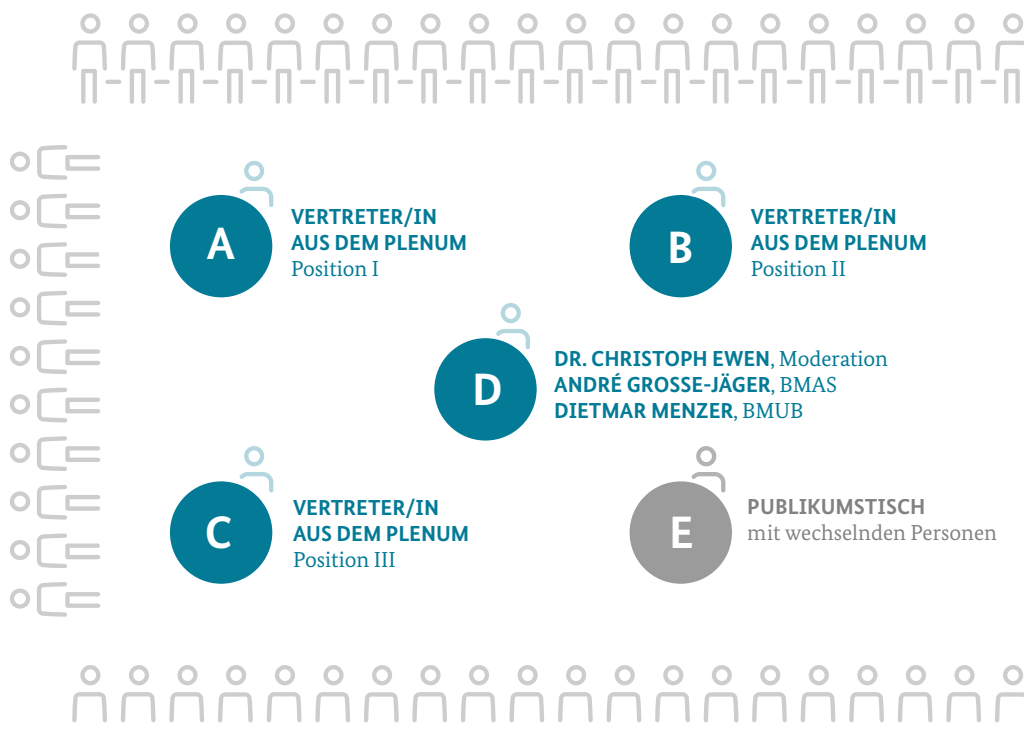 A
VERTRETER/IN
AUS DEM PLENUM
Position I
B
VERTRETER/IN
AUS DEM PLENUM
Position II
D
DR. CHRISTOPH EWEN, Moderation
ANDRÉ GROSSE-JÄGER, BMAS
DIETMAR MENZER, BMUB
C
VERTRETER/IN
AUS DEM PLENUM
Position III
E
PUBLIKUMSTISCH
mit wechselnden Personen